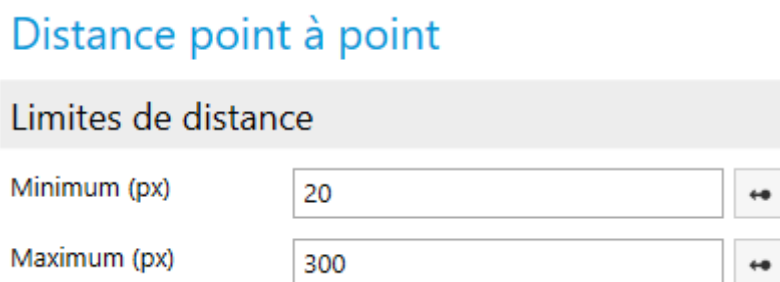 Distance point à point
Limites de distance
Minimum (px)
20
Maximum (px)
300